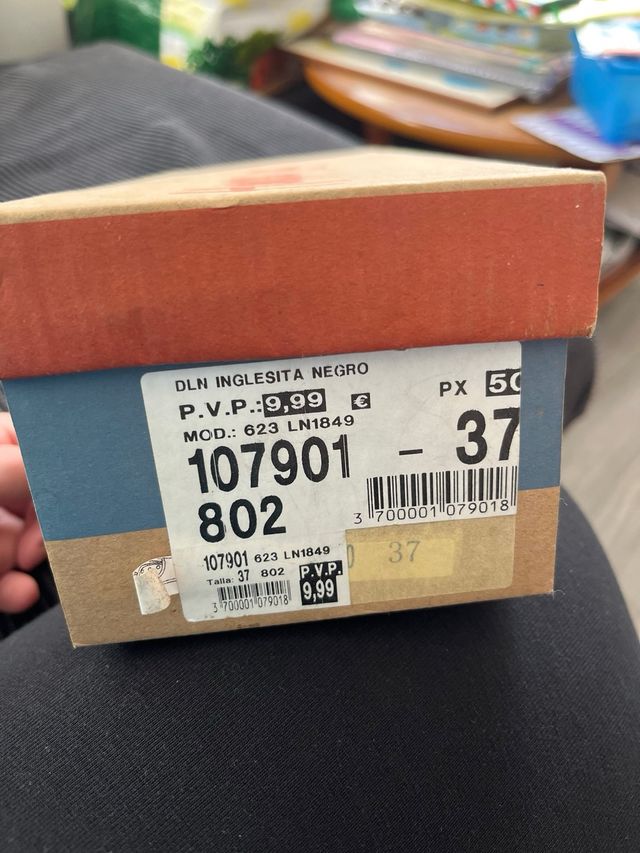 DLN INGLESITA NEGRO
P.V.P.: 9,99 €
PX 50
MOD.: 623 LN1849
107901 - 37
802
3 700001 079018
107901 623 LN1849
Talla: 37 802 P.V.P.
9,99
3 700001 079018
37